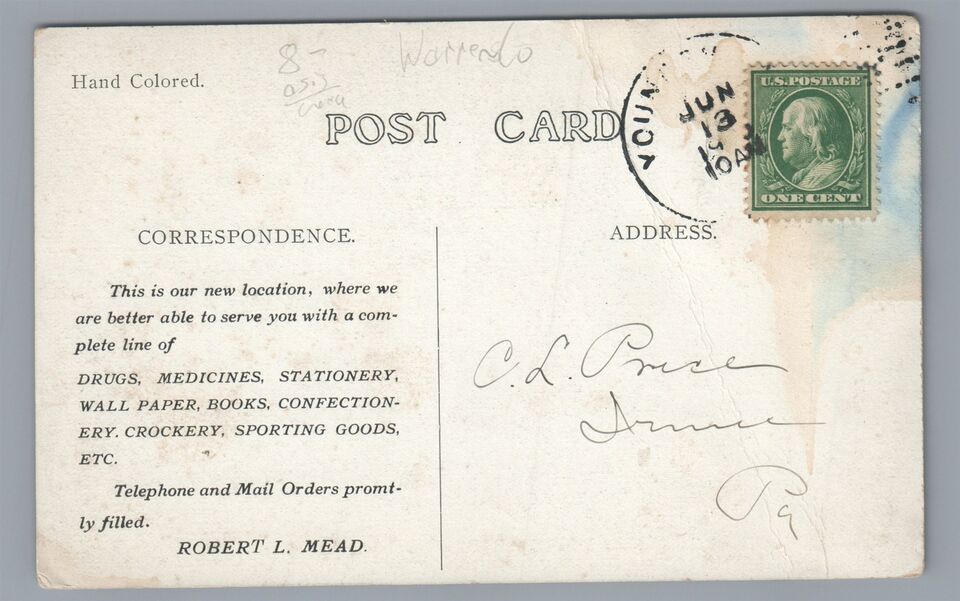 8-
Warren Co
Hand Colored.
POST CARD
JUN
13
10AM
U.S. POSTAGE
ONE CENT
CORRESPONDENCE.
ADDRESS.
This is our new location, where we
are better able to serve you with a com-
plete line of
DRUGS, MEDICINES, STATIONERY,
WALL PAPER, BOOKS, CONFECTION-
ERY. CROCKERY, SPORTING GOODS,
ETC.
Telephone and Mail Orders promt-
ly filled.
ROBERT L. MEAD.
C. L. Price
Pa